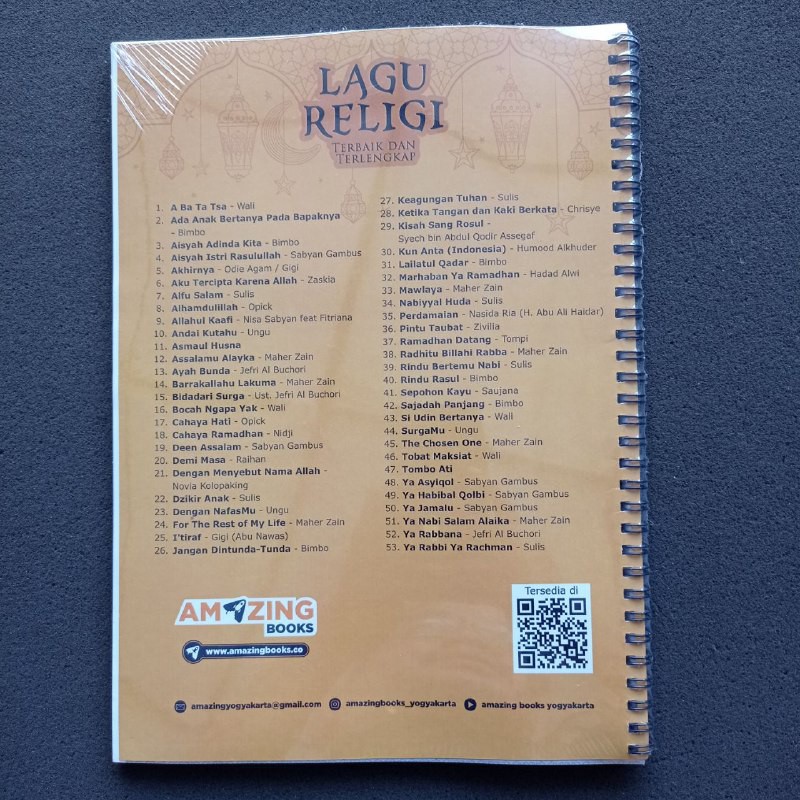 LAGU
RELIGI
TERBAIK DAN
TERLENGKAP
1. A Ba Ta Tsa - Wali
2. Ada Anak Bertanya Pada Bapaknya
- Bimbo
3. Aisyah Adinda Kita - Bimbo
4. Aisyah Istri Rasulullah - Sabyan Gambus
5. Akhirnya - Odie Agam / Gigi
6. Aku Tercipta Karena Allah - Zaskia
7. Alfu Salam - Sulis
8. Alhamdulillah - Opick
9. Allahul Kaafi - Nisa Sabyan feat Fitriana
10. Andai Kutahu - Ungu
11. Asmaul Husna
12. Assalamu Alayka - Maher Zain
13. Ayah Bunda - Jefri Al Buchori
14. Barrakallahu Lakuma - Maher Zain
15. Bidadari Surga - Ust. Jefri Al Buchori
16. Bocah Ngapa Yak - Wali
17. Cahaya Hati - Opick
18. Cahaya Ramadhan - Nidji
19. Deen Assalam - Sabyan Gambus
20. Demi Masa - Raihan
21. Dengan Menyebut Nama Allah -
Novia Kolopaking
22. Dzikir Anak - Sulis
23. Dengan NafasMu - Ungu
24. For The Rest of My Life - Maher Zain
25. I'tiraf - Gigi (Abu Nawas)
26. Jangan Dintunda-Tunda - Bimbo
27. Keagungan Tuhan - Sulis
28. Ketika Tangan dan Kaki Berkata - Chrisye
29. Kisah Sang Rosul -
Syech bin Abdul Qodir Assegaf
30. Kun Anta (Indonesia) - Humood Alkhuder
31. Lailatul Qadar - Bimbo
32. Marhaban Ya Ramadhan - Hadad Alwi
33. Mawlaya - Maher Zain
34. Nabiyyal Huda - Sulis
35. Perdamaian - Nasida Ria (H. Abu Ali Haidar)
36. Pintu Taubat - Zivilia
37. Ramadhan Datang - Tompi
38. Radhitu Billahi Rabba - Maher Zain
39. Rindu Bertemu Nabi - Sulis
40. Rindu Rasul - Bimbo
41. Sepohon Kayu - Saujana
42. Sajadah Panjang - Bimbo
43. Si Udin Bertanya - Wali
44. SurgaMu - Ungu
45. The Chosen One - Maher Zain
46. Tobat Maksiat - Wali
47. Tombo Ati
48. Ya Asyiqol - Sabyan Gambus
49. Ya Habibal Qolbi - Sabyan Gambus
50. Ya Jamalu - Sabyan Gambus
51. Ya Nabi Salam Alaika - Maher Zain
52. Ya Rabbana - Jefri Al Buchori
53. Ya Rabbi Ya Rachman - Sulis
AMAZING
BOOKS
www.amazingbooks.co
Tersedia di
amazingyogyakarta@gmail.com amazingbooks_yogyakarta amazing books yogyakarta